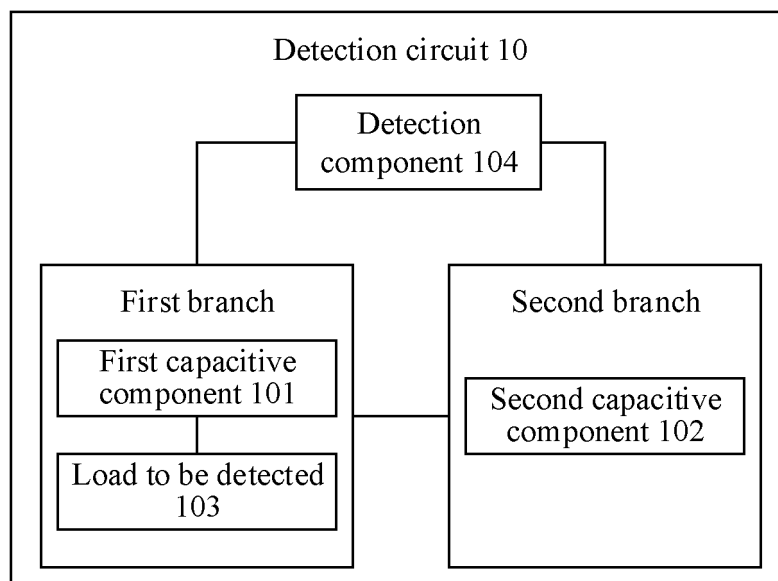 Detection circuit 10
Detection
component 104
First branch
First capacitive
component 101
Load to be detected
103
Second branch
Second capacitive
component 102